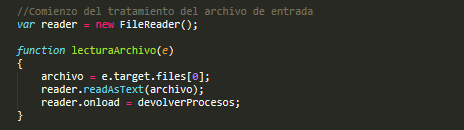 //Comienzo del tratamiento del archivo de entrada
var reader = new FileReader();
function lecturaArchivo(e)
{
archivo = e.target.files[0];
reader.readAsText(archivo);
reader.onload = devolverProcesos;
}